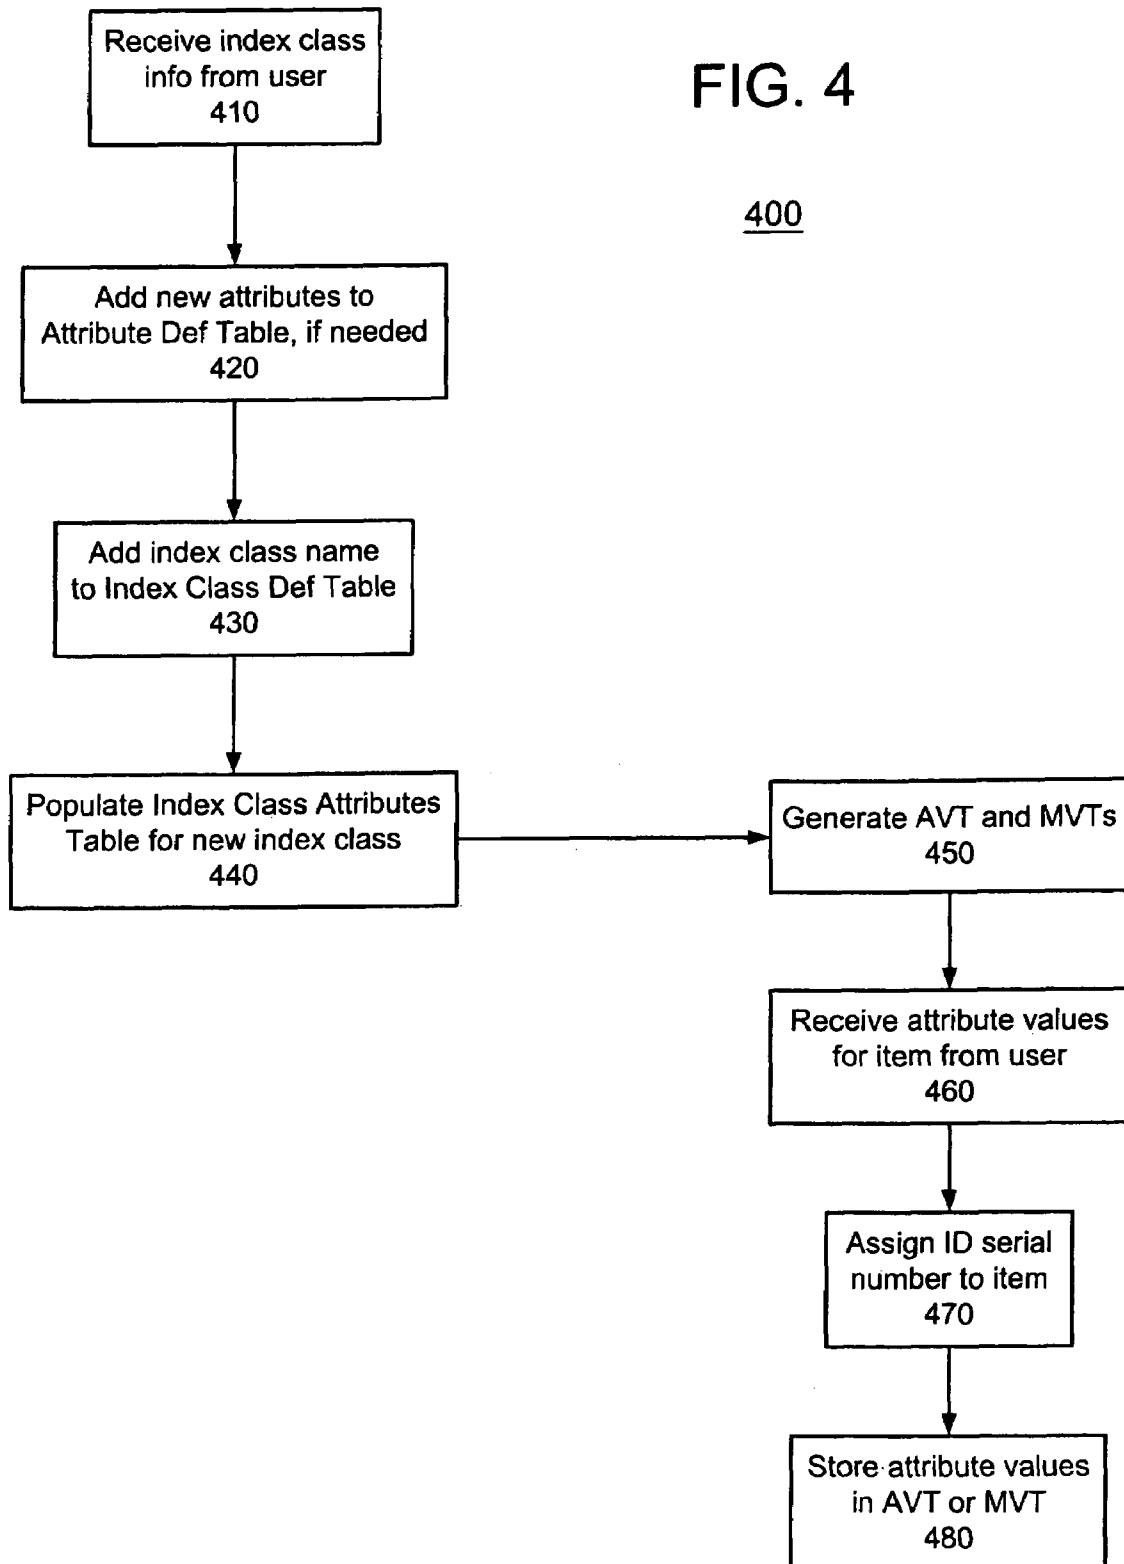 Receive index class
info from user
410
FIG. 4
400
Add new attributes to
Attribute Def Table, if needed
420
Add index class name
to Index Class Def Table
430
Populate Index Class Attributes
Table for new index class
440
Generate AVT and MVTs
450
Receive attribute values
for item from user
460
Assign ID serial
number to item
470
Store attribute values
in AVT or MVT
480